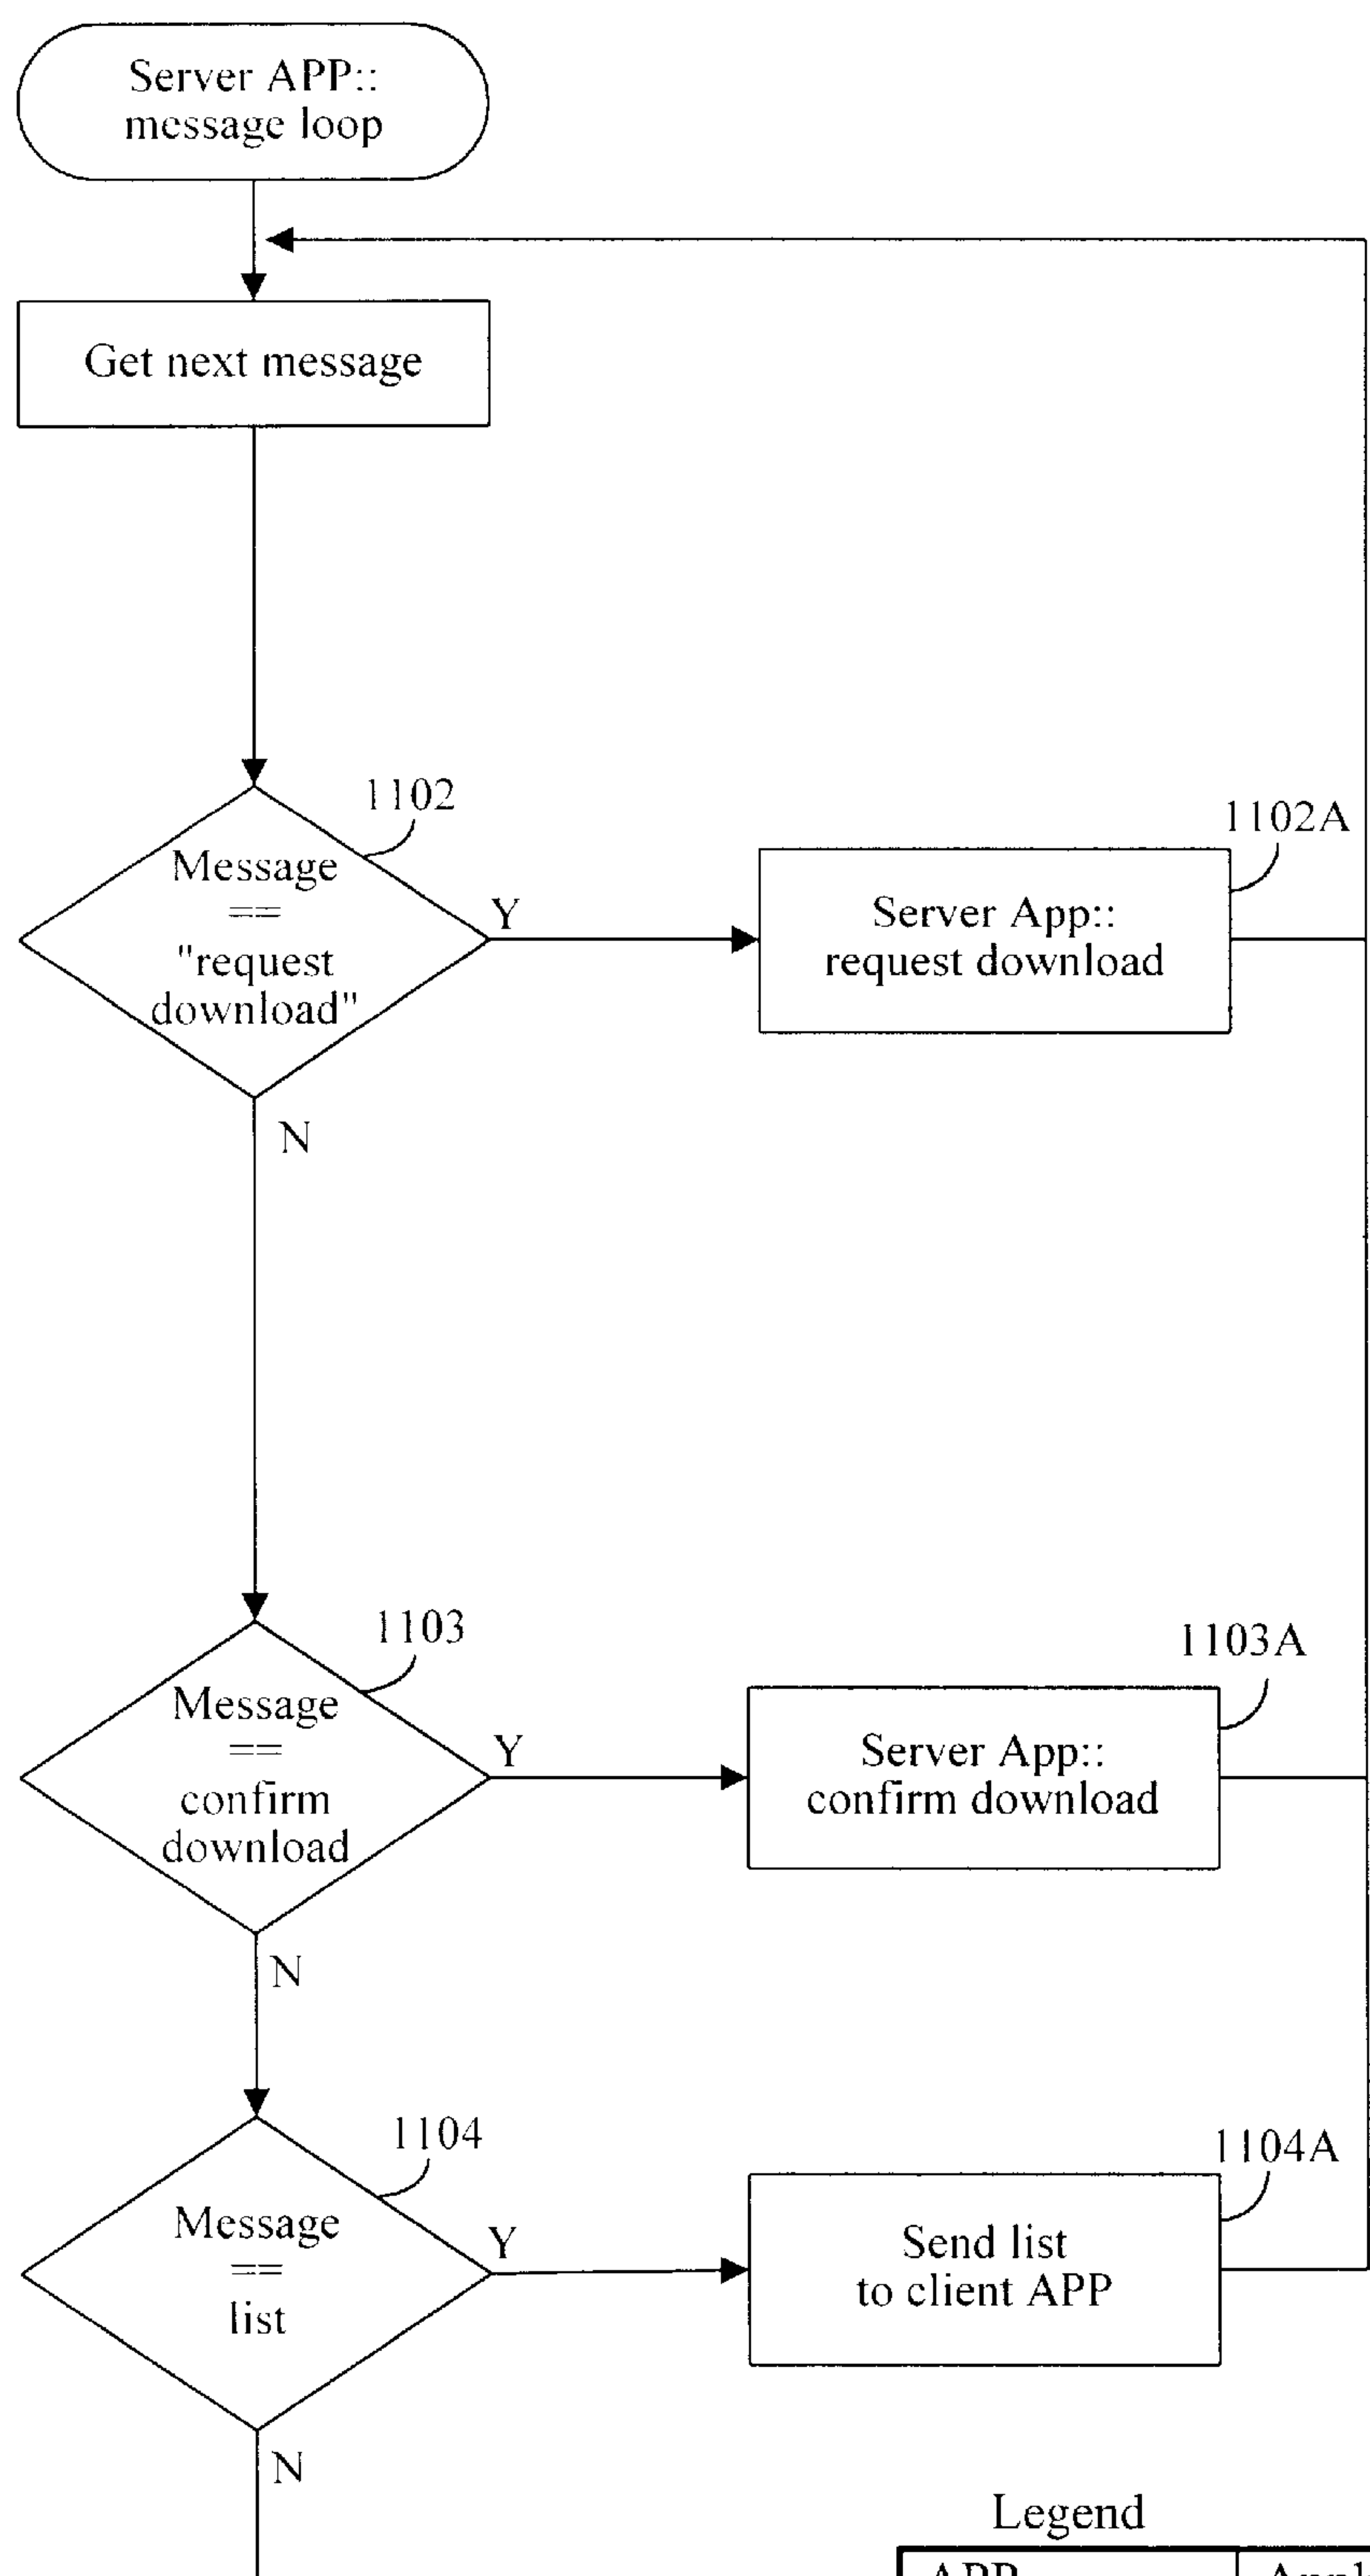 Server APP::
message loop
Get next message
1102
Message
==
"request
download"
Y
N
1102A
Server App::
request download
1103
Message
==
confirm
download
Y
N
1103A
Server App::
confirm download
1104
Message
==
list
Y
N
1104A
Send list
to client APP
Legend
APP